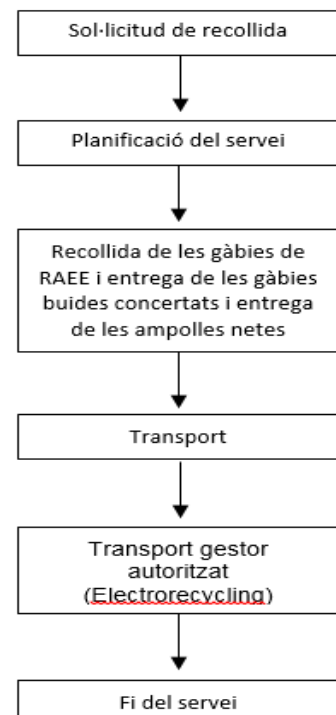 Sol·licitud de recollida
Planificació del servei
Recollida de les gàbies de
RAEE i entrega de les gàbies
buides concertats i entrega
de les ampolles netes
Transport
Transport gestor
autoritzat
(Electrorecycling)
Fi del servei